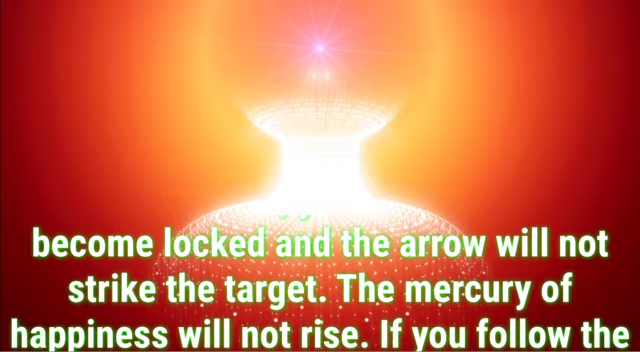 become locked and the arrow will not
strike the target. The mercury of
happiness will not rise. If you follow the